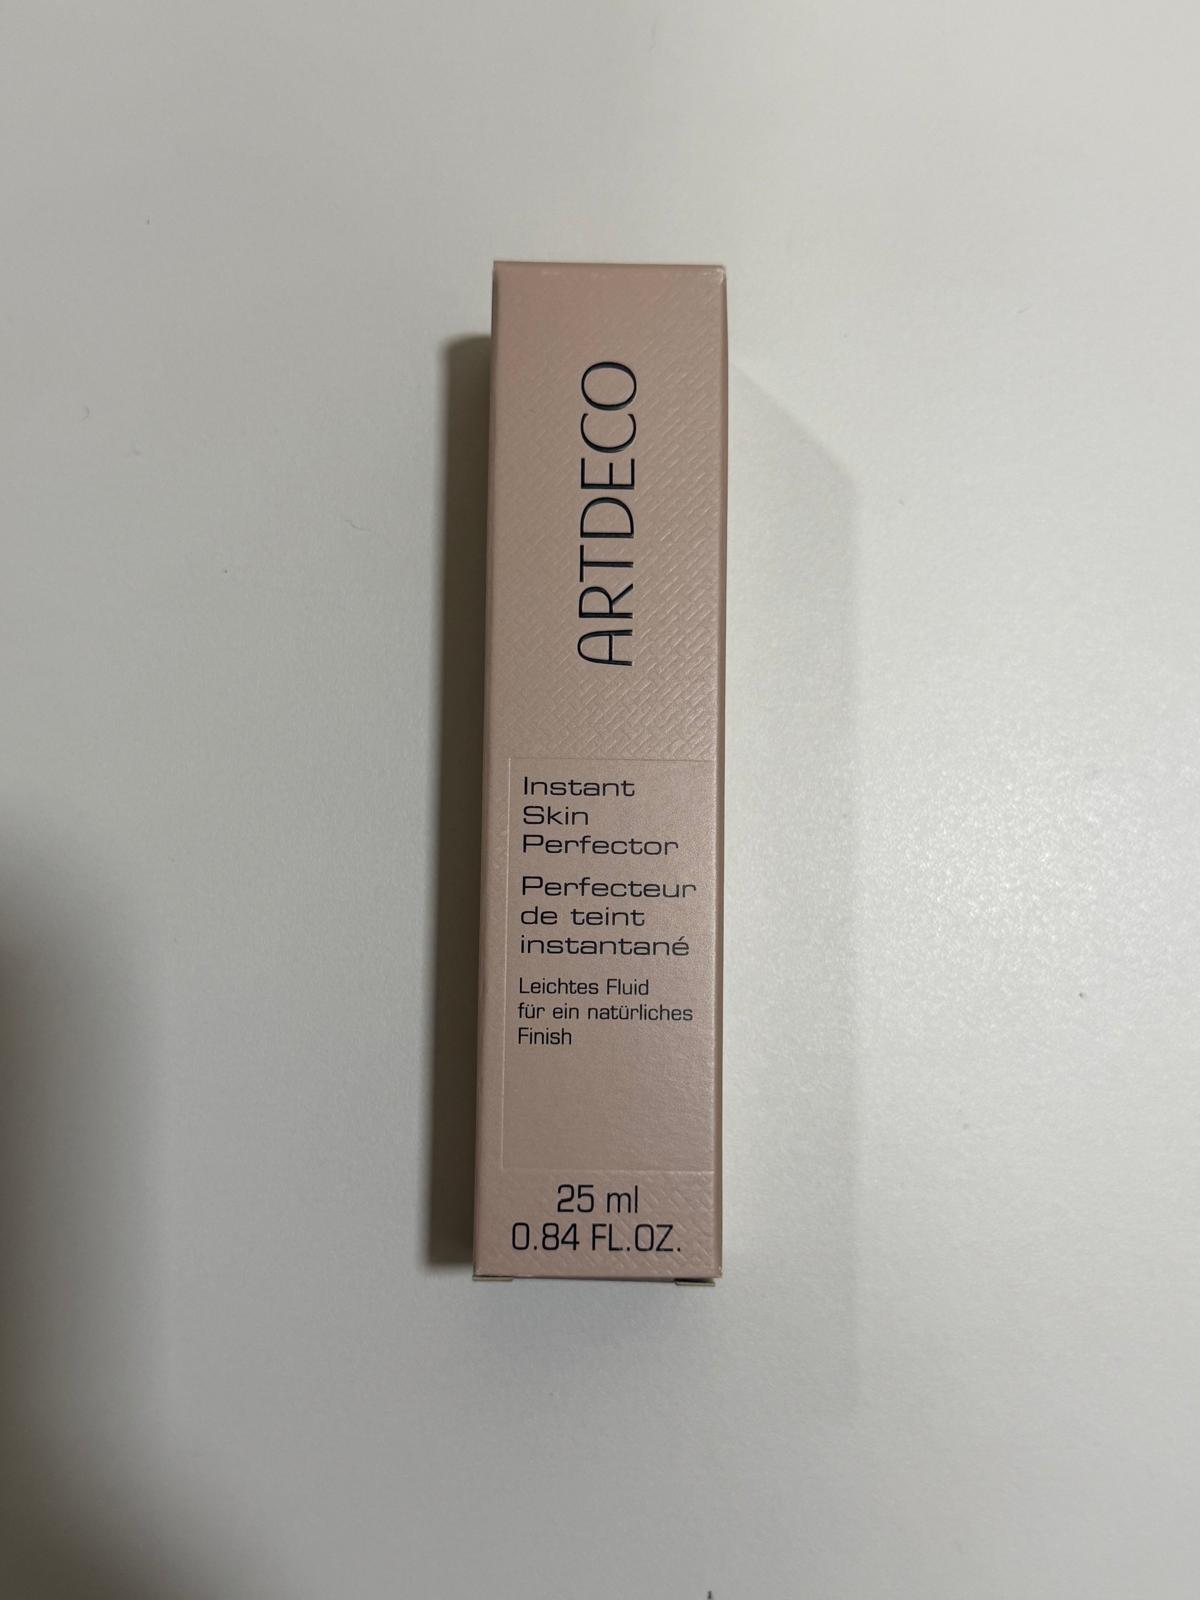 ARTDECO
Instant
Skin
Perfector
Perfecteur
de teint
instantané
Leichtes Fluid
für ein natürliches
Finish
25 ml
0.84 FL.OZ.